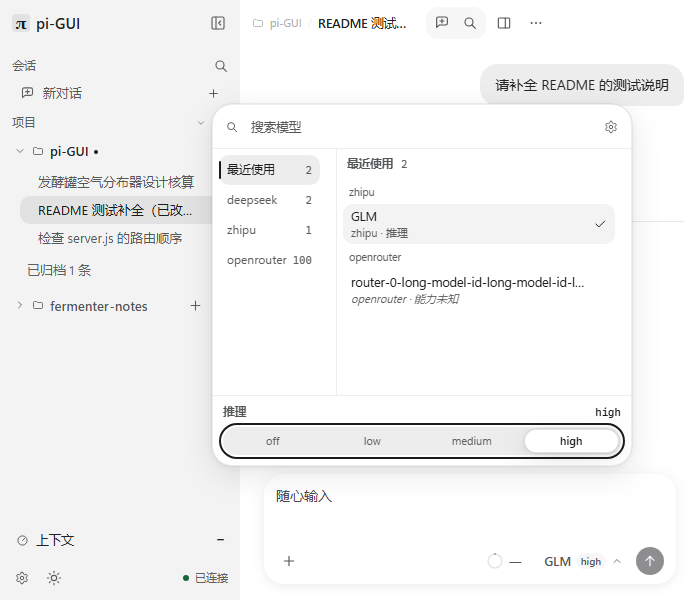 π pi-GUI
会话
新对话
项目
pi-GUI
发酵罐空气分布器设计核算
README 测试补全（已改...
检查 server.js 的路由顺序
已归档 1 条
fermenter-notes
上下文
已连接
pi-GUI / README 测试...
请补全 README 的测试说明
搜索模型
最近使用 2
deepseek 2
zhipu 1
openrouter 100
最近使用 2
zhipu
GLM
zhipu · 推理
openrouter
router-0-long-model-id-long-model-id-l...
openrouter · 能力未知
推理 high
off low medium high
随心输入
— GLM high